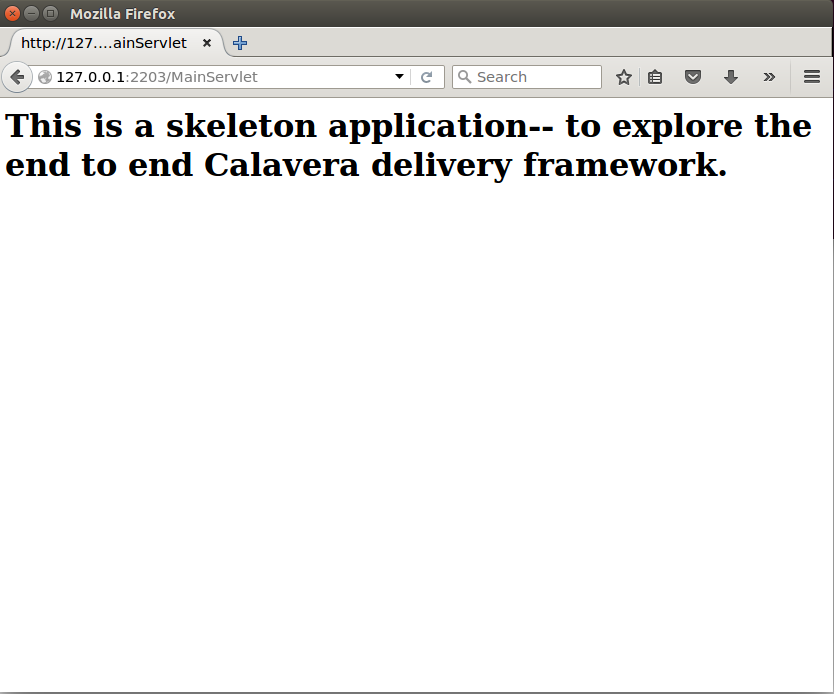 Mozilla Firefox
http://127....ainServlet
127.0.0.1:2203/MainServlet
Search
This is a skeleton application-- to explore the
end to end Calavera delivery framework.